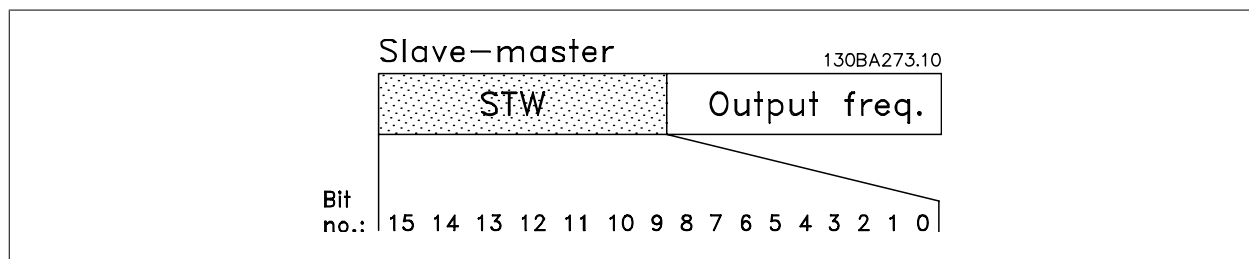 Slave-master
130BA273.10
STW
Output freq.
Bit
no.: 15 14 13 12 11 10 9 8 7 6 5 4 3 2 1 0